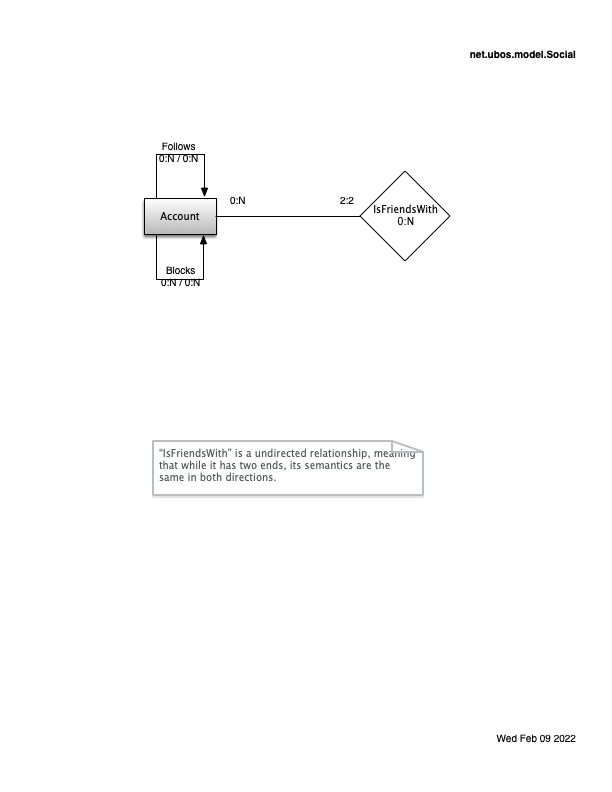 net.ubos.model.Social
Follows
0:N / 0:N
0:N
2:2
Account
IsFriendsWith
0:N
Blocks
0:N / 0:N
“IsFriendsWith” is a undirected relationship, meaning
that while it has two ends, its semantics are the
same in both directions.
Wed Feb 09 2022